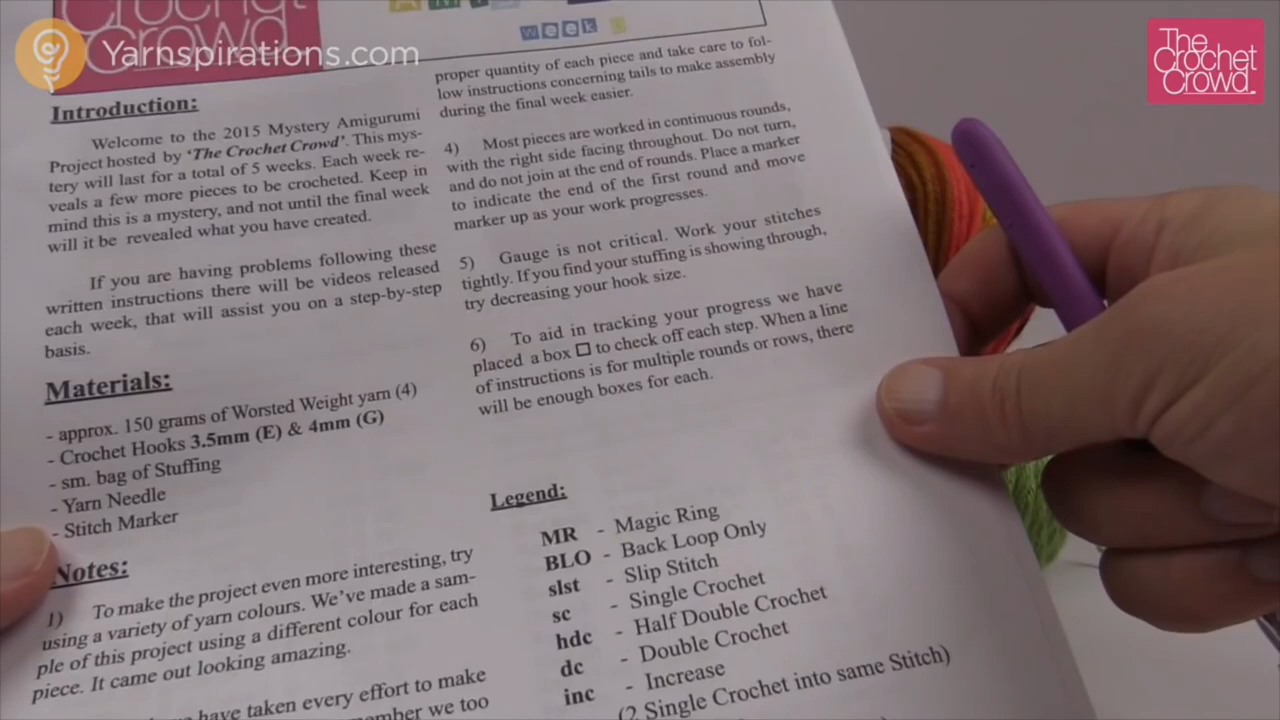 Yarnspirations.com
The
Crochet
Crowd
Crochet
Crowd
week
Introduction:
Welcome to the 2015 Mystery Amigurumi
Project hosted by ‘The Crochet Crowd’. This mys-
tery will last for a total of 5 weeks. Each week re-
veals a few more pieces to be crocheted. Keep in
mind this is a mystery, and not until the final week
will it be revealed what you have created.
If you are having problems following these
written instructions there will be videos released
each week, that will assist you on a step-by-step
basis.
Materials:
- approx. 150 grams of Worsted Weight yarn (4)
- Crochet Hooks 3.5mm (E) & 4mm (G)
- sm. bag of Stuffing
- Yarn Needle
- Stitch Marker
Notes:
1) To make the project even more interesting, try
using a variety of yarn colours. We’ve made a sam-
ple of this project using a different colour for each
piece. It came out looking amazing.
have taken every effort to make
we too
proper quantity of each piece and take care to fol-
low instructions concerning tails to make assembly
during the final week easier.
4) Most pieces are worked in continuous rounds,
with the right side facing throughout. Do not turn,
and do not join at the end of rounds. Place a marker
to indicate the end of the first round and move
marker up as your work progresses.
5) Gauge is not critical. Work your stitches
tightly. If you find your stuffing is showing through,
try decreasing your hook size.
6) To aid in tracking your progress we have
placed a box ☐ to check off each step. When a line
of instructions is for multiple rounds or rows, there
will be enough boxes for each.
Legend:
MR - Magic Ring
BLO - Back Loop Only
slst - Slip Stitch
sc - Single Crochet
hdc - Half Double Crochet
dc - Double Crochet
inc - Increase
(2 Single Crochet into same Stitch)